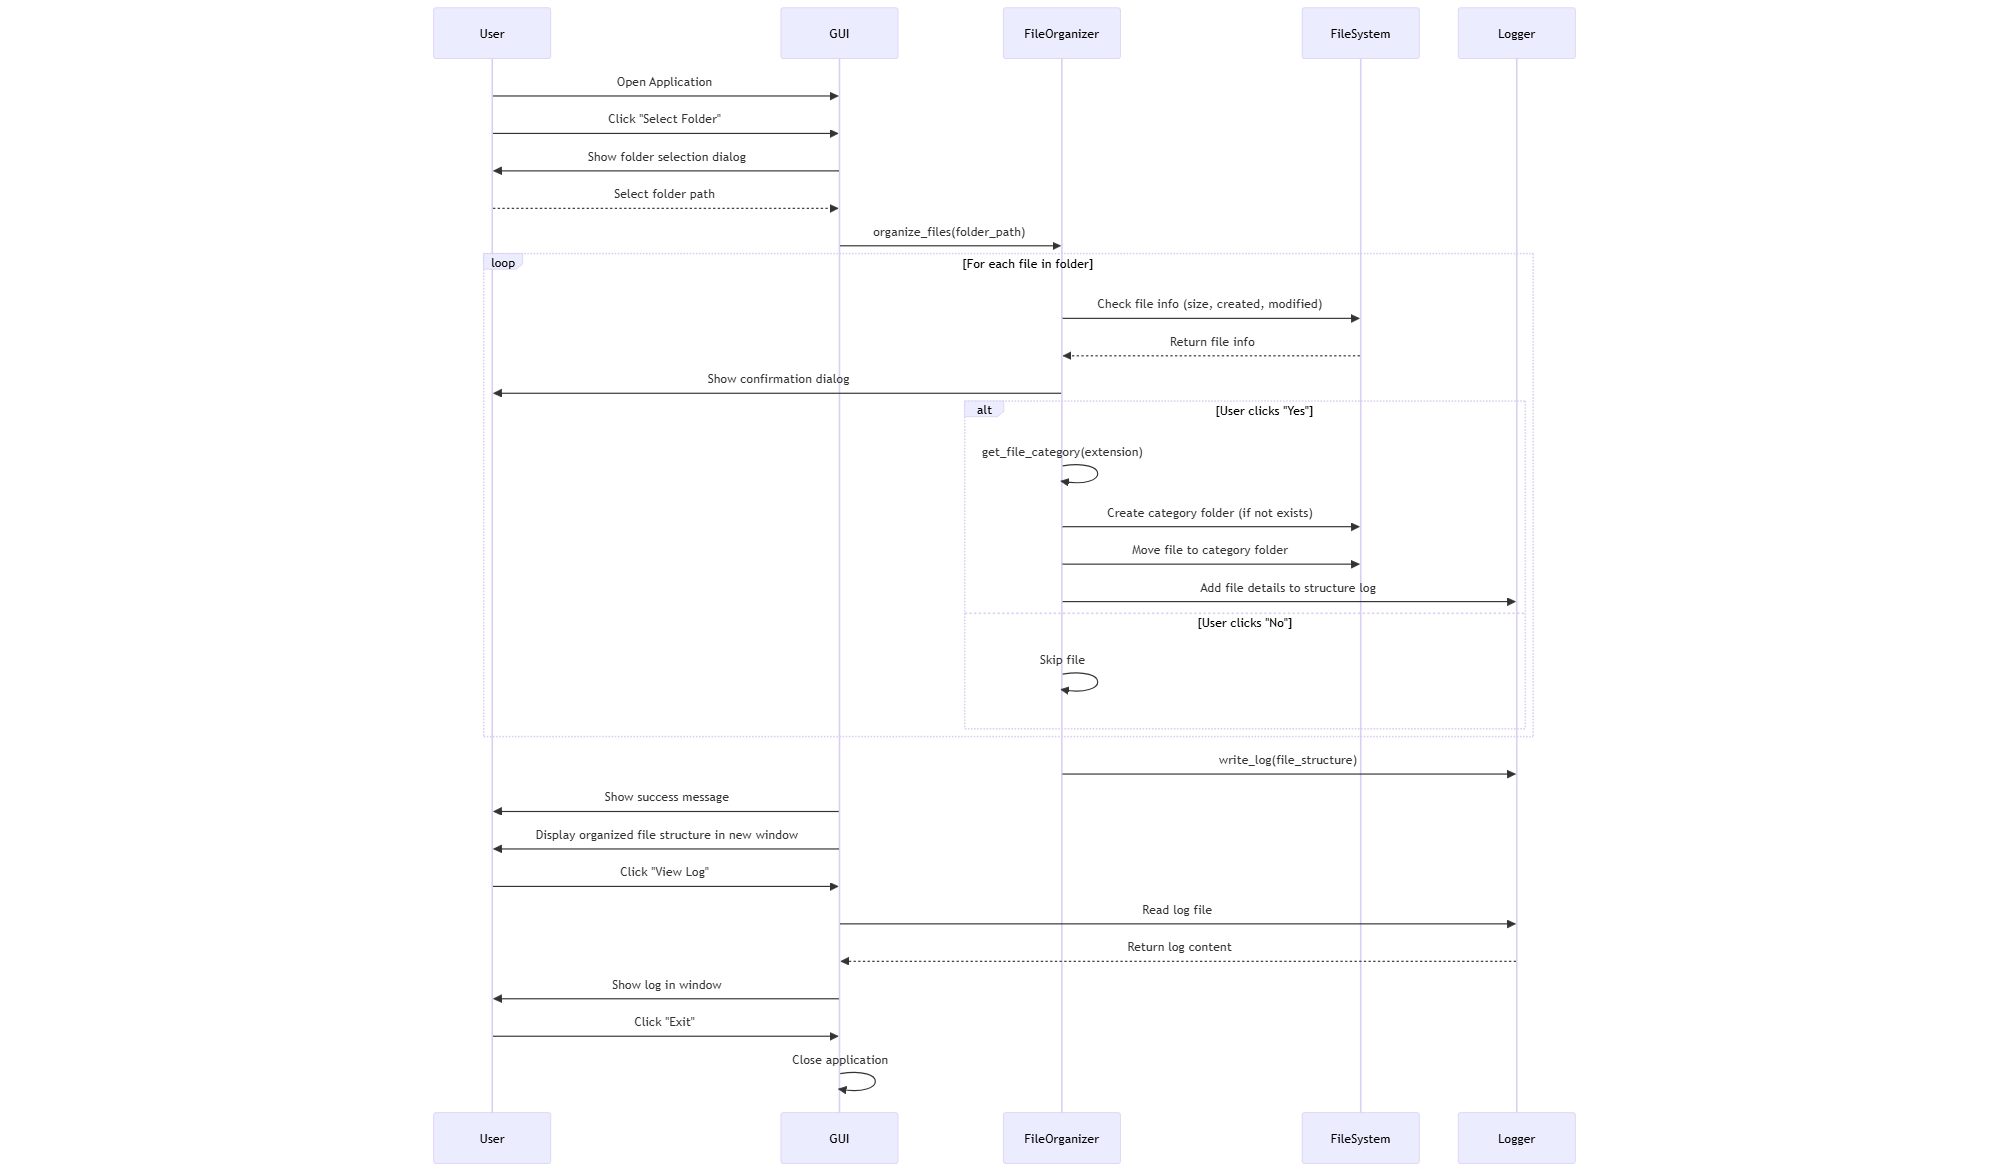 User
GUI
FileOrganizer
FileSystem
Logger
Open Application
Click "Select Folder"
Show folder selection dialog
Select folder path
organize_files(folder_path)
loop
[For each file in folder]
Check file info (size, created, modified)
Return file info
Show confirmation dialog
alt
[User clicks "Yes"]
get_file_category(extension)
Create category folder (if not exists)
Move file to category folder
Add file details to structure log
[User clicks "No"]
Skip file
write_log(file_structure)
Show success message
Display organized file structure in new window
Click "View Log"
Read log file
Return log content
Show log in window
Click "Exit"
Close application
User
GUI
FileOrganizer
FileSystem
Logger